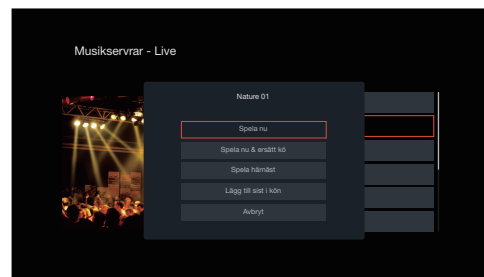 Musikservrar - Live
Nature 01
Spela nu
Spela nu & ersätt kö
Spela härnäst
Lägg till sist i kön
Avbryt